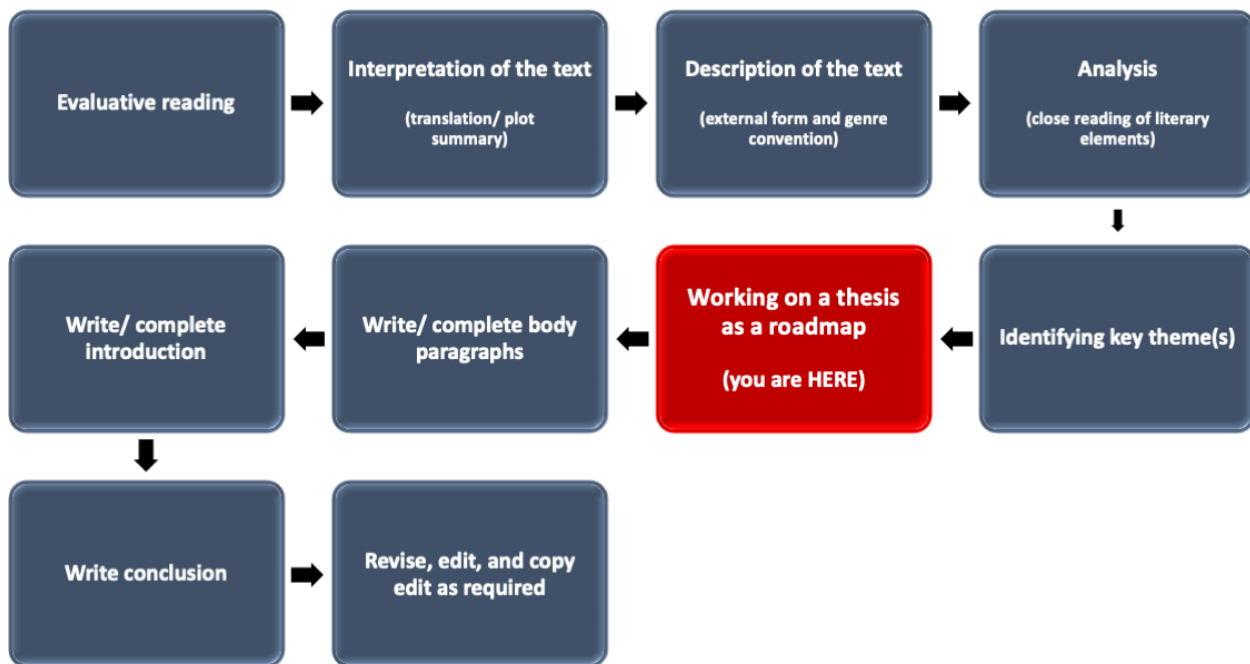 Evaluative reading
Interpretation of the text
(translation/ plot
summary)
Description of the text
(external form and genre
convention)
Analysis
(close reading of literary
elements)
Identifying key theme(s)
Working on a thesis
as a roadmap
(you are HERE)
Write/ complete body
paragraphs
Write/ complete
introduction
Write conclusion
Revise, edit, and copy
edit as required